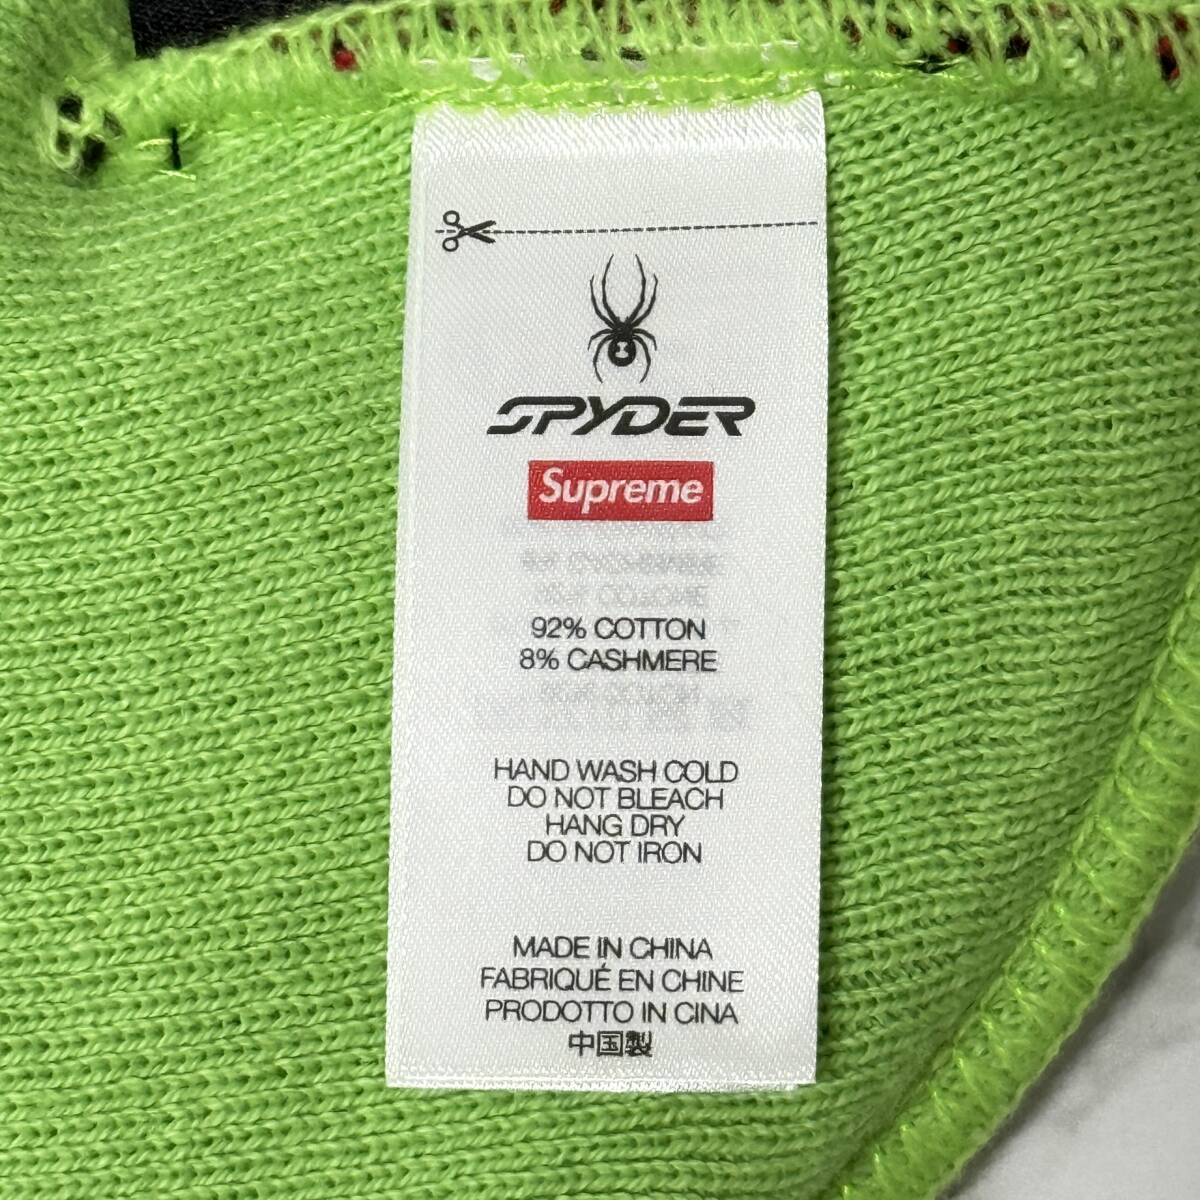 SPYDER
Supreme
92% COTTON
8% CASHMERE
HAND WASH COLD
DO NOT BLEACH
HANG DRY
DO NOT IRON
MADE IN CHINA
FABRIQUÉ EN CHINE
PRODOTTO IN CINA
中国製